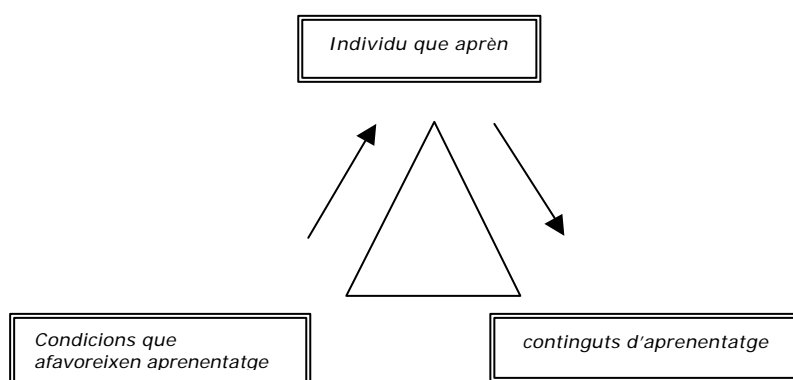 Individu que aprèn
Condicions que
afavoreixen aprenentatge
continguts d'aprenentatge